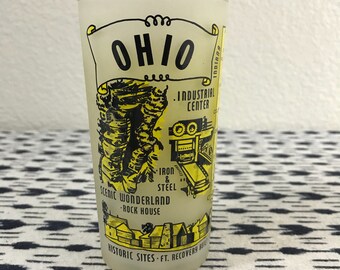 OHIO
INDUSTRIAL
CENTER
IRON
&
STEEL
SCENIC WONDERLAND
ROCK HOUSE
HISTORIC SITES · FT. RECOVERY